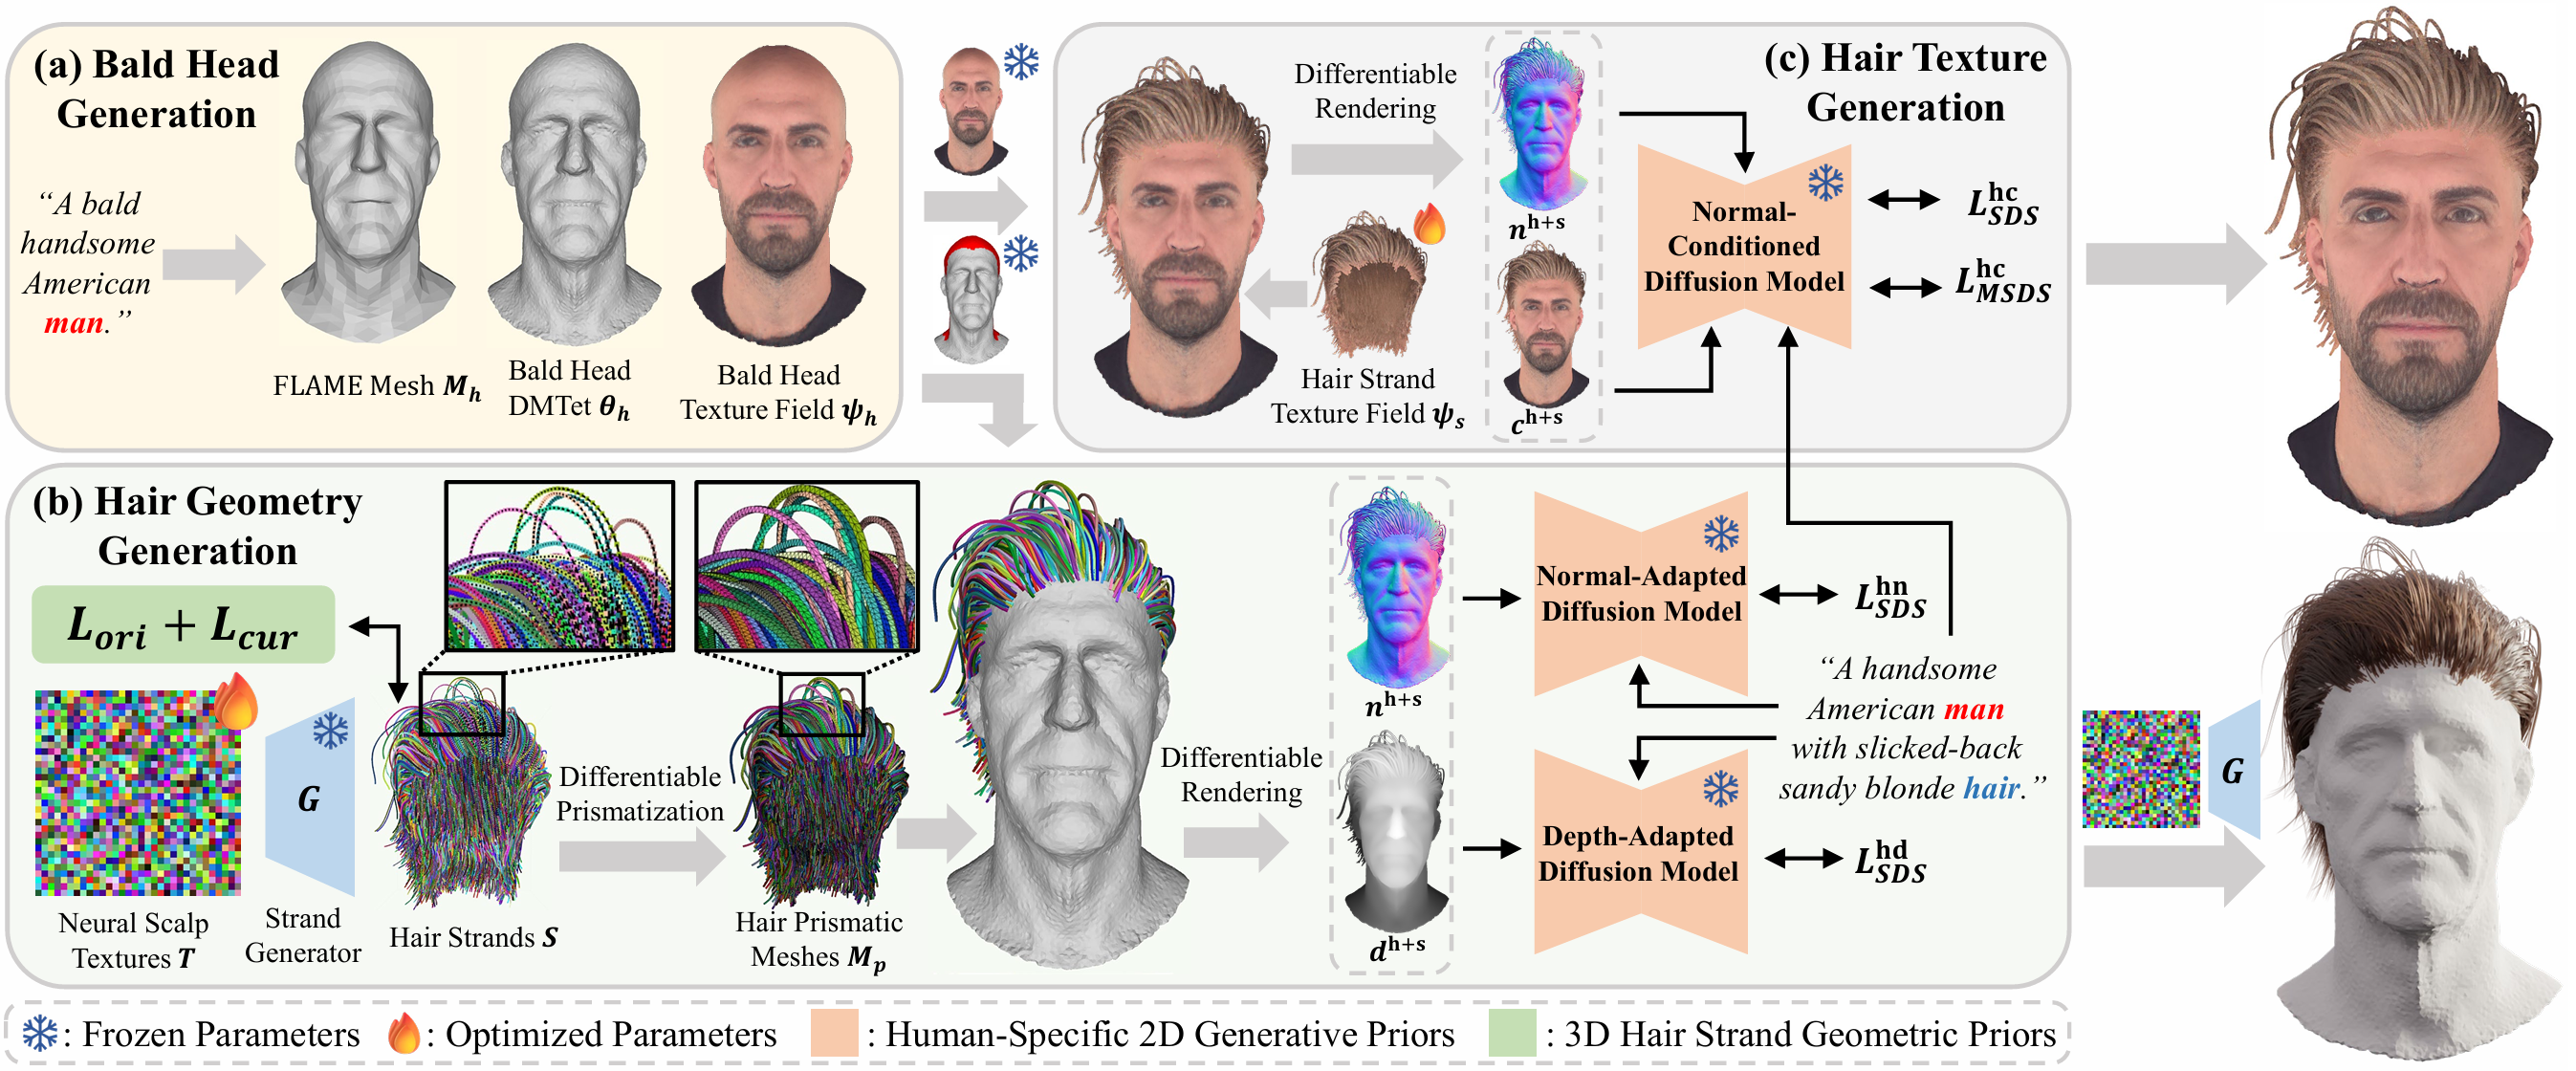 (a) Bald Head
Generation
“A bald
handsome
American
man.”
FLAME Mesh M_h
Bald Head
DMTet θ_h
Bald Head
Texture Field ψ_h
(c) Hair Texture
Generation
Differentiable
Rendering
Hair Strand
Texture Field ψ_s
n^{h+s}
c^{h+s}
Normal-
Conditioned
Diffusion Model
L_{SDS}^{hc}
L_{MSDS}^{hc}
(b) Hair Geometry
Generation
L_{ori} + L_{cur}
Neural Scalp
Textures T
G
Strand
Generator
Hair Strands S
Differentiable
Prismatization
Hair Prismatic
Meshes M_p
Differentiable
Rendering
n^{h+s}
d^{h+s}
Normal-Adapted
Diffusion Model
L_{SDS}^{hn}
“A handsome
American man
with slicked-back
sandy blonde hair.”
Depth-Adapted
Diffusion Model
L_{SDS}^{hd}
G
: Frozen Parameters
: Optimized Parameters
: Human-Specific 2D Generative Priors
: 3D Hair Strand Geometric Priors